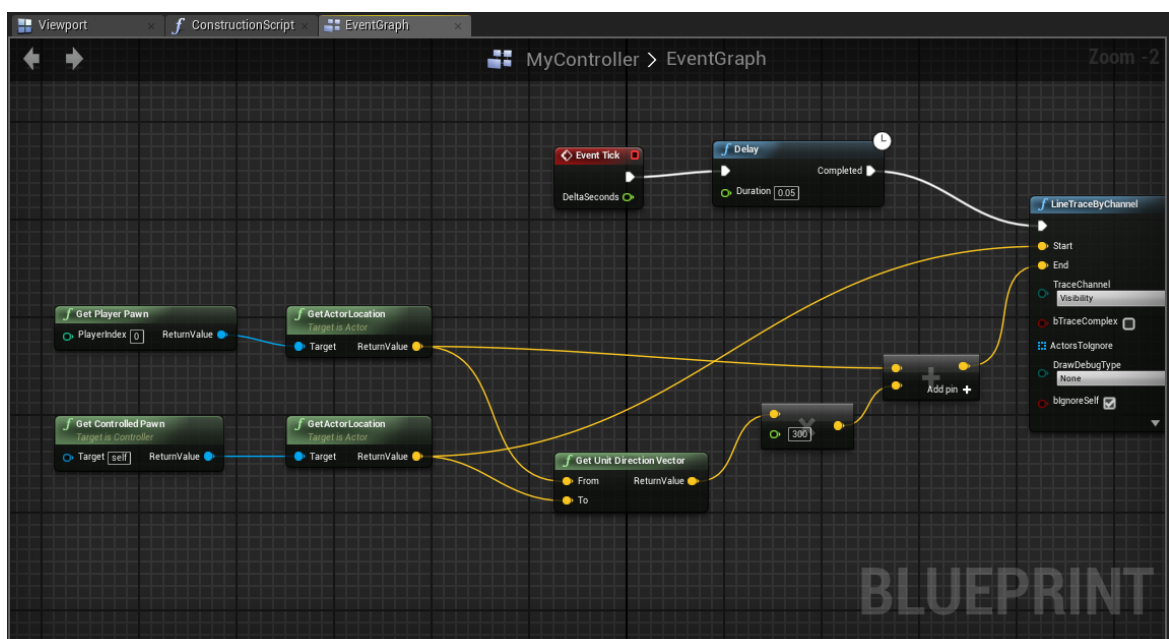 Viewport
ConstructionScript
EventGraph
MyController > EventGraph
Zoom -2
Event Tick
DeltaSeconds
Delay
Completed
Duration 0.05
LineTraceByChannel
Start
End
TraceChannel
Visibility
bTraceComplex
ActorsToIgnore
DrawDebugType
None
bIgnoreSelf
Get Player Pawn
PlayerIndex 0 ReturnValue
GetActorLocation
Target is Actor
Target ReturnValue
Add pin +
300
Get Controlled Pawn
Target is Controller
Target self ReturnValue
GetActorLocation
Target is Actor
Target ReturnValue
Get Unit Direction Vector
From ReturnValue
To
BLUEPRINT